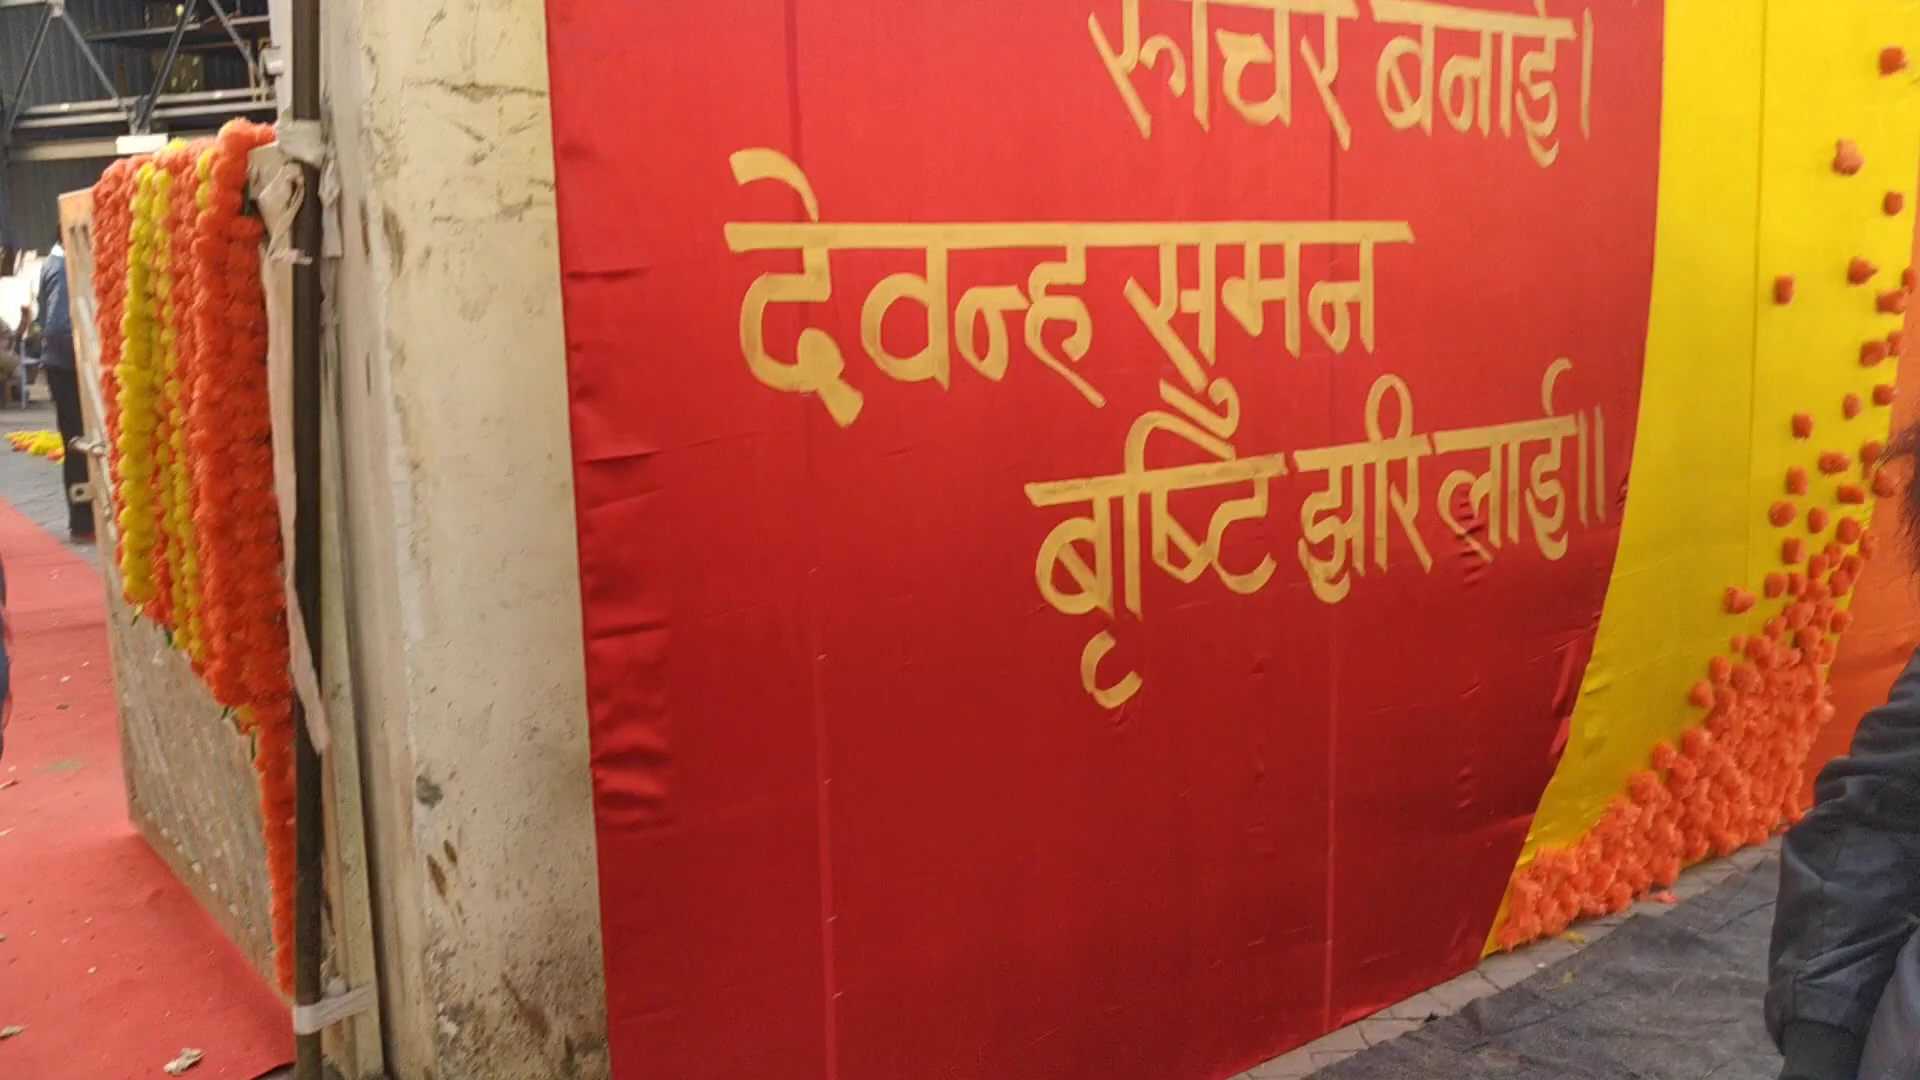 रुचिर बनाई।
देवन्ह सुमन
बृष्टि झरि लाई॥